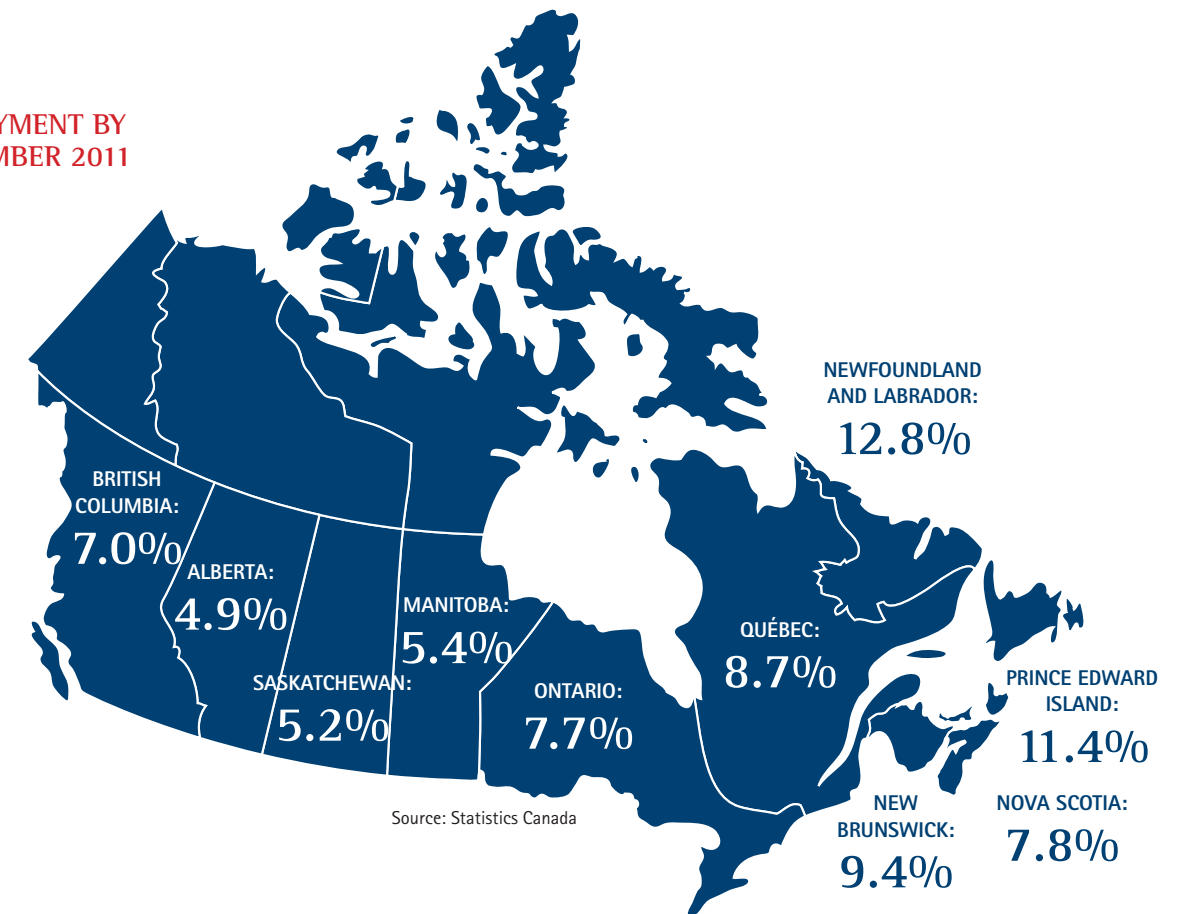 YMENT BY
MBER 2011
NEWFOUNDLAND
AND LABRADOR:
12.8%
BRITISH
COLUMBIA:
7.0%
ALBERTA:
4.9%
MANITOBA:
5.4%
SASKATCHEWAN:
5.2%
ONTARIO:
7.7%
QUÉBEC:
8.7%
PRINCE EDWARD
ISLAND:
11.4%
NEW
BRUNSWICK:
9.4%
NOVA SCOTIA:
7.8%
Source: Statistics Canada